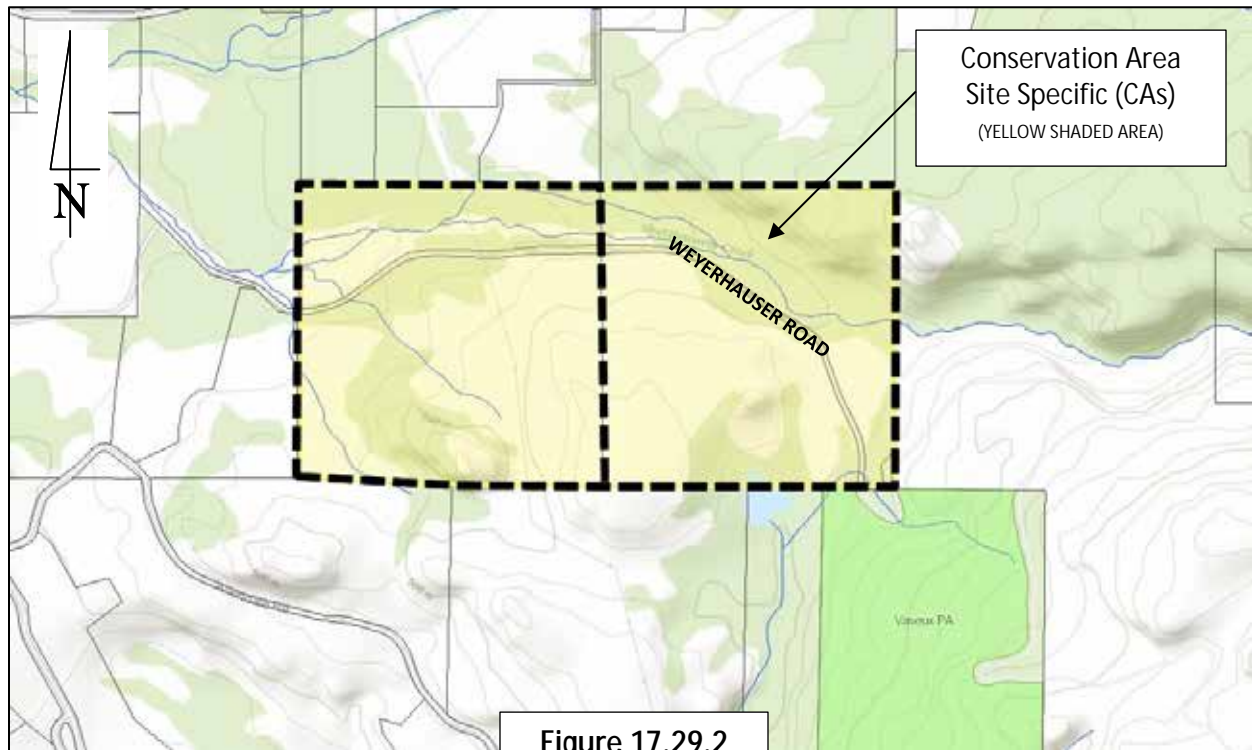 Conservation Area
Site Specific (CAs)
(YELLOW SHADED AREA)
N
WEYERHAUSER ROAD
Vaseux PA
Figure 17.29.2